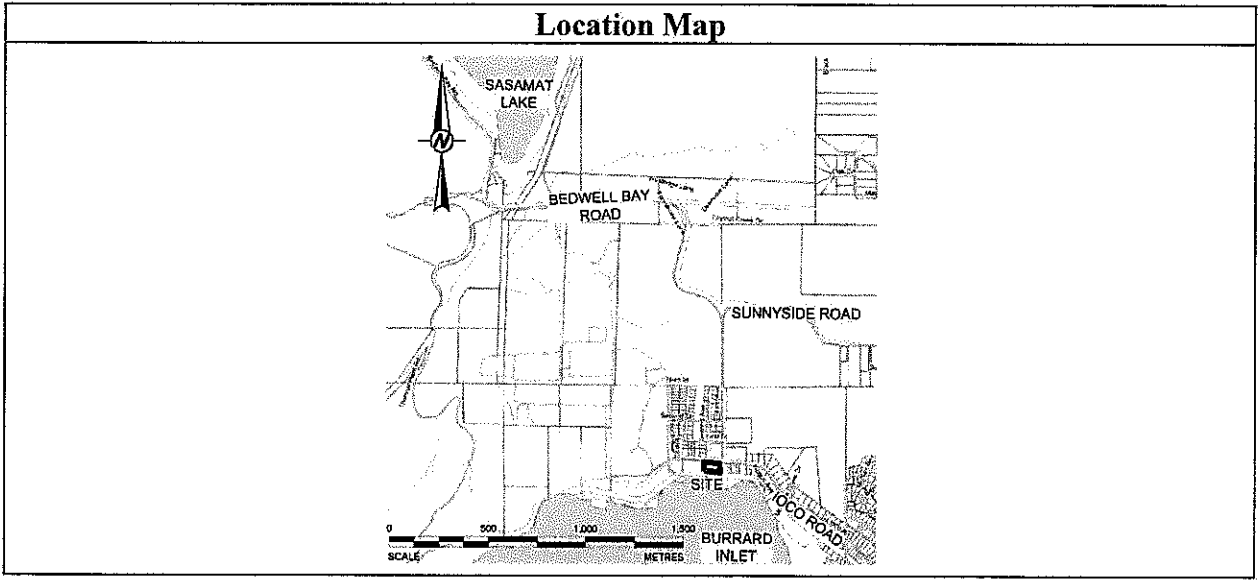 Location Map
SASAMAT
LAKE
N
BEDWELL BAY
ROAD
SUNNYSIDE ROAD
SITE
IOCO ROAD
0 500 1,000 1,500
SCALE METRES
BURRARD
INLET